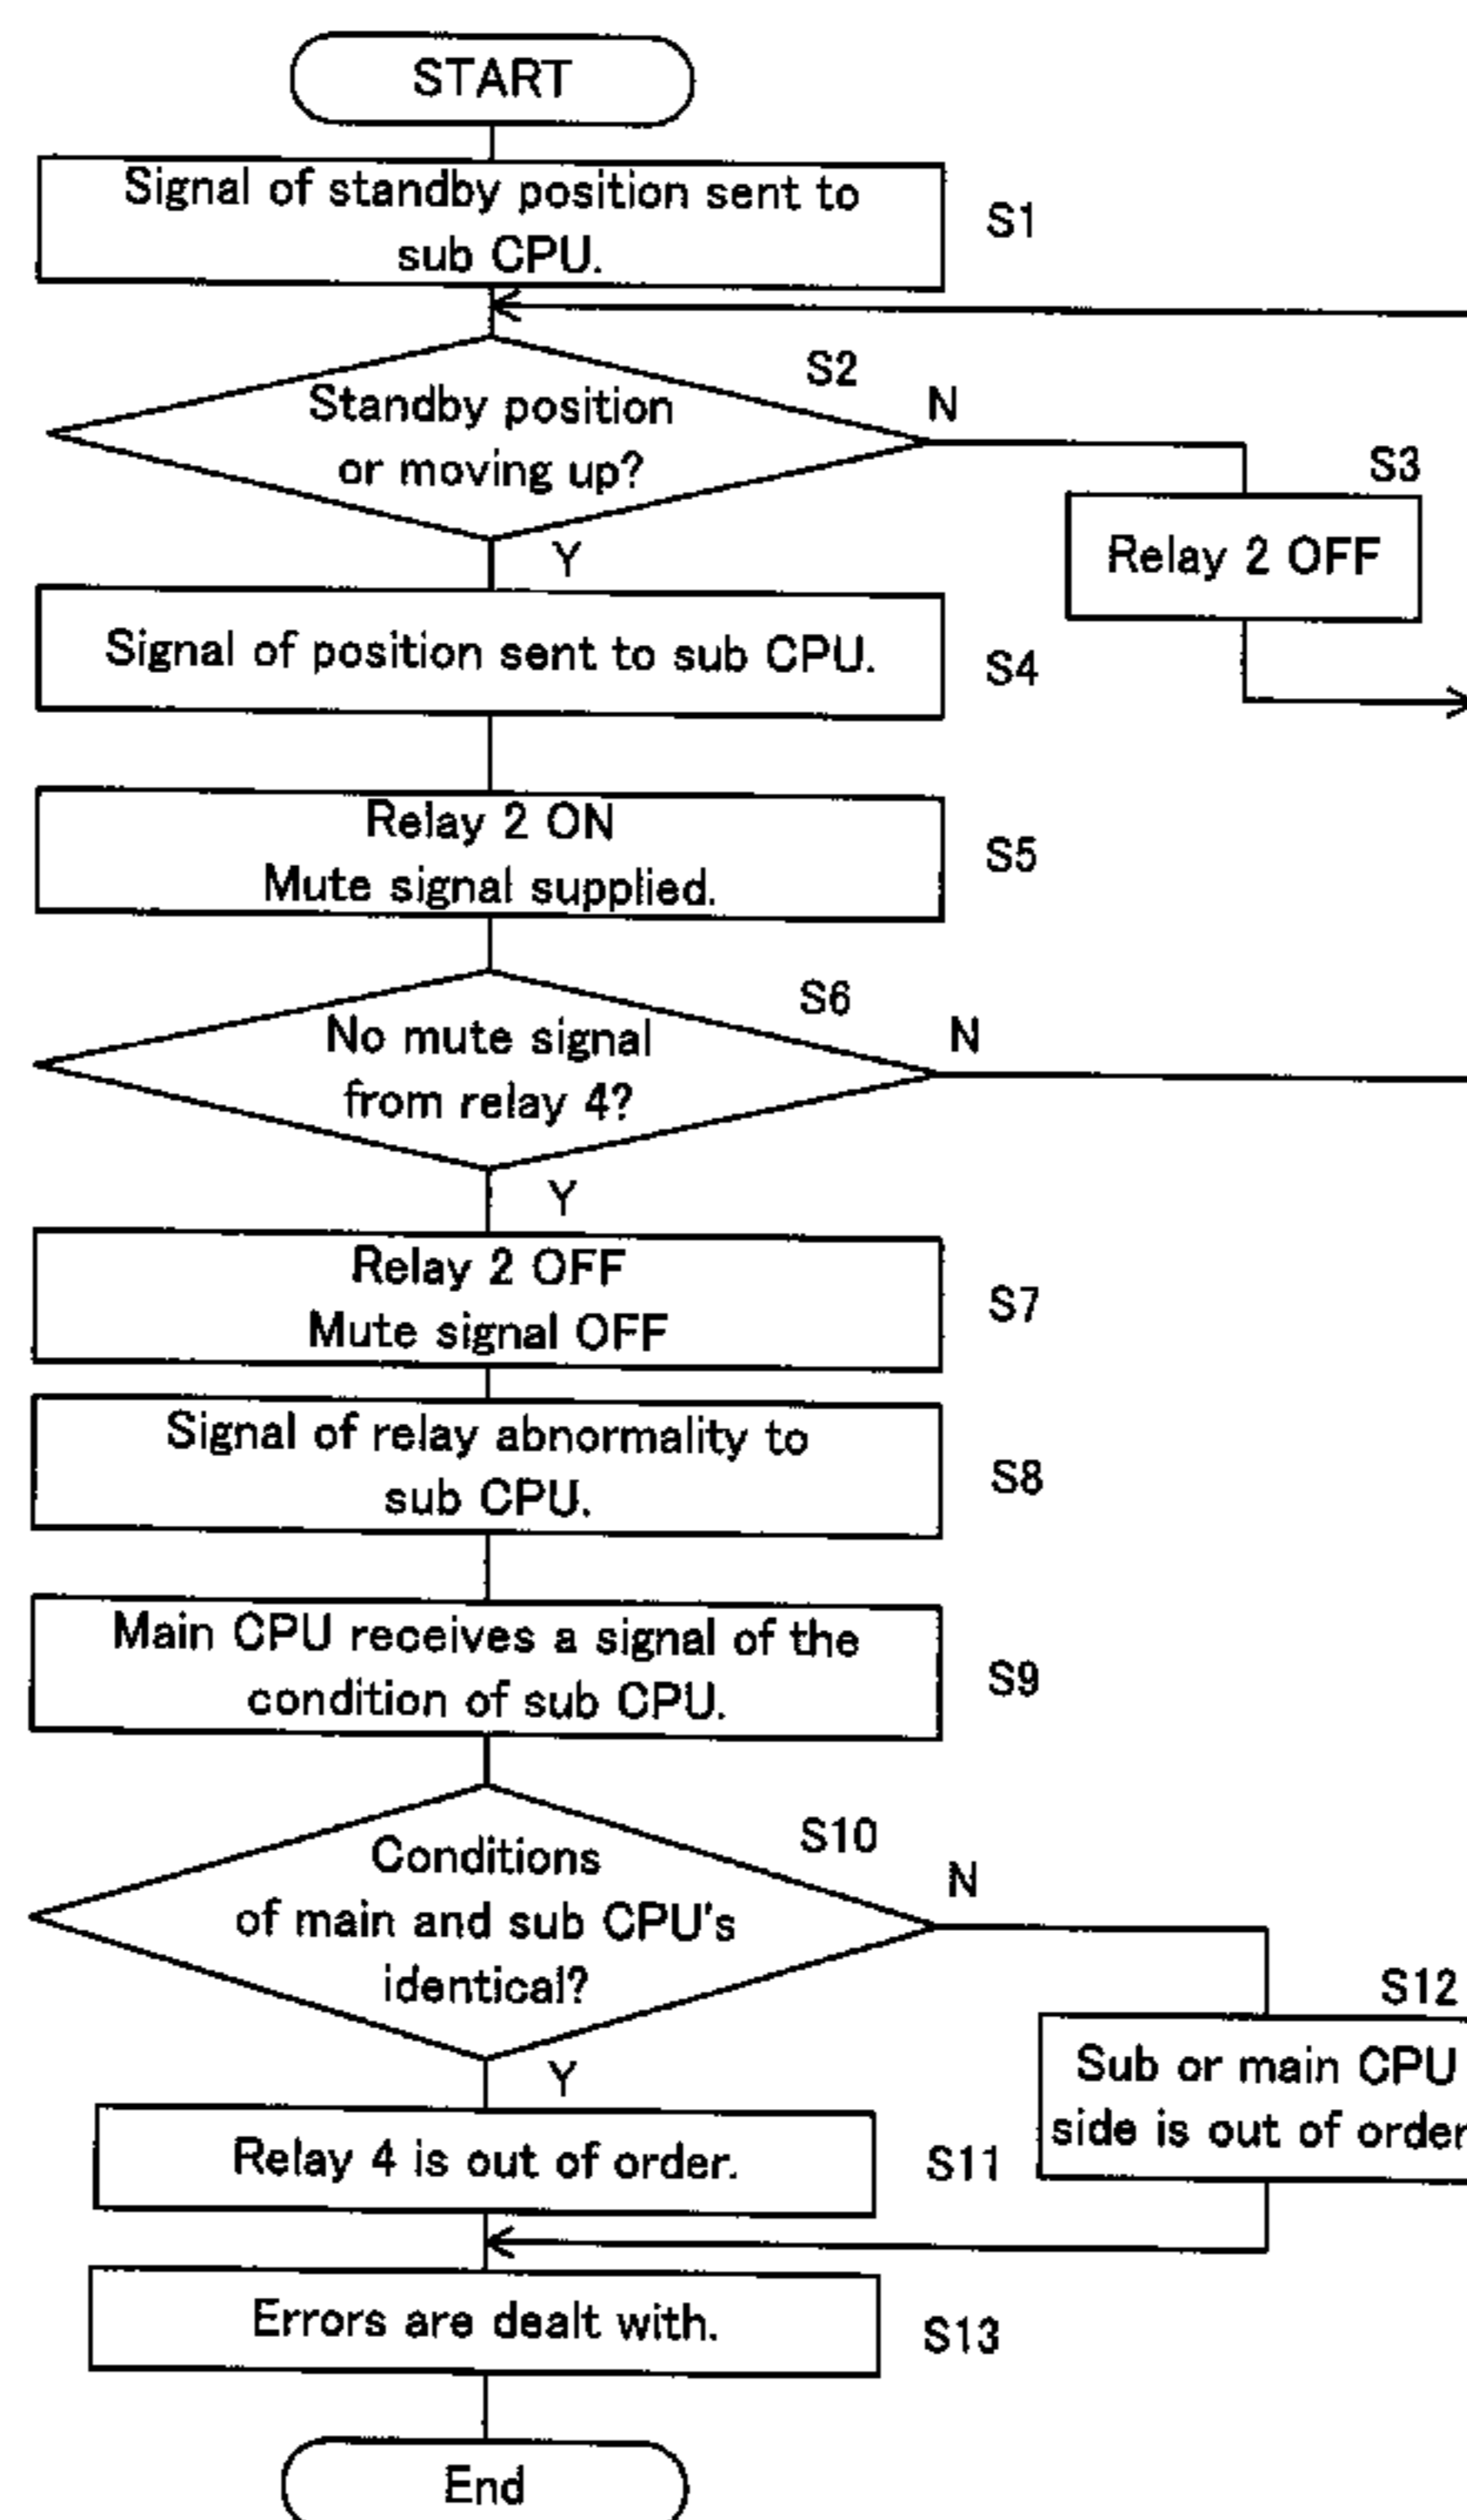 START
Signal of standby position sent to
sub CPU.
S1
S2
Standby position
or moving up?
N
S3
Relay 2 OFF
Y
Signal of position sent to sub CPU.
S4
Relay 2 ON
Mute signal supplied.
S5
S6
No mute signal
from relay 4?
N
Y
Relay 2 OFF
Mute signal OFF
S7
Signal of relay abnormality to
sub CPU.
S8
Main CPU receives a signal of the
condition of sub CPU.
S9
S10
Conditions
of main and sub CPU's
identical?
N
S12
Sub or main CPU
side is out of order
Y
Relay 4 is out of order.
S11
Errors are dealt with.
S13
End